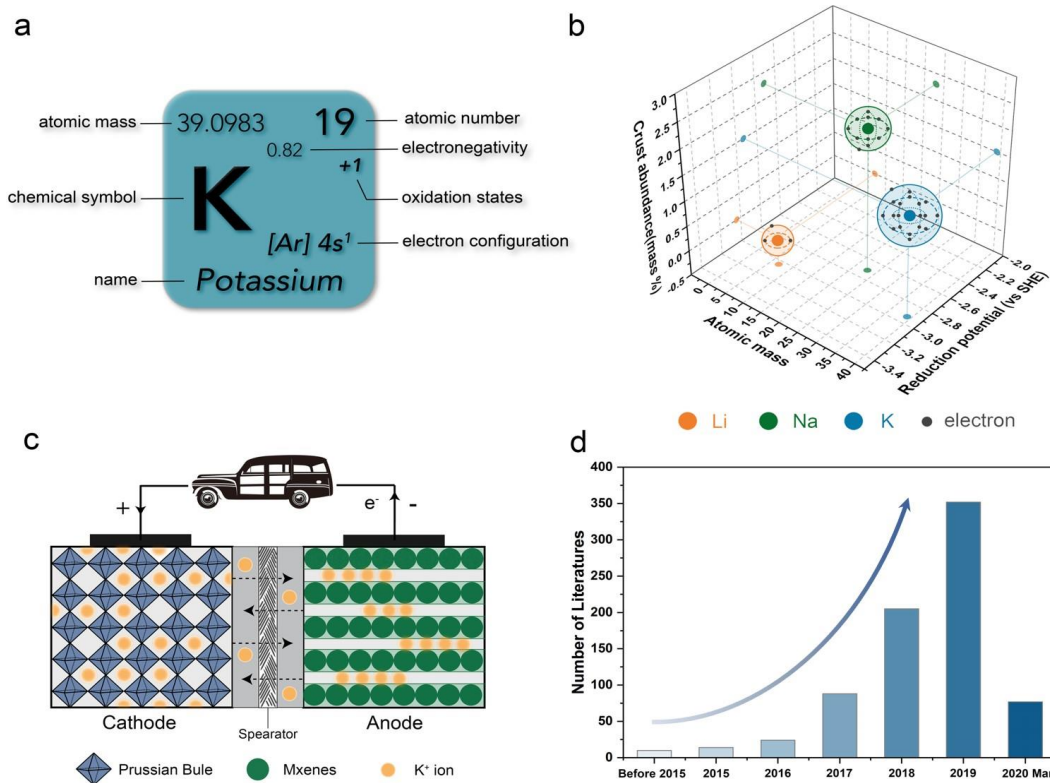 a
39.0983
19
0.82
+1
K
[Ar] 4s¹
Potassium
atomic mass
chemical symbol
name
atomic number
electronegativity
oxidation states
electron configuration
b
Crust abundance(mass %)
3.0
2.5
2.0
1.5
1.0
0.5
0.0
-0.5
0
5
10
15
20
25
30
35
40
Atomic mass
-3.4
-3.2
-3.0
-2.8
-2.6
-2.4
-2.2
-2.0
Reduction potential (vs SHE)
Na
K
Li
Li Na K electron
c
+
e⁻ -
Cathode
Spearator
Anode
Prussian Bule Mxenes K⁺ ion
d
Number of Literatures
400
350
300
250
200
150
100
50
0
Before 2015 2015 2016 2017 2018 2019 2020 Mar